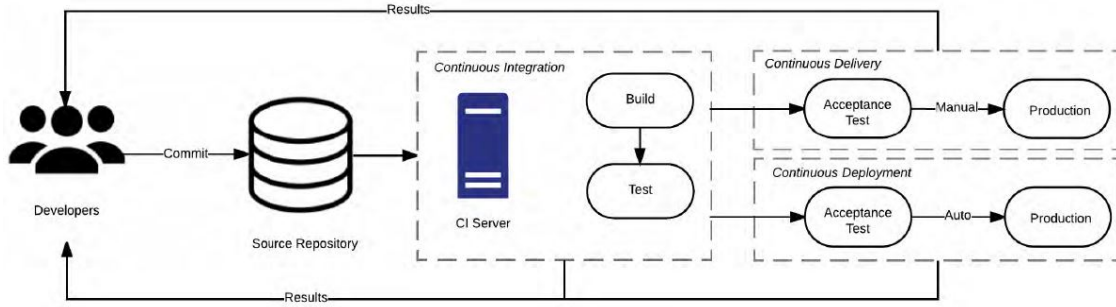 Results
Continuous Integration
Continuous Delivery
Build
Acceptance
Test
Manual
Production
Commit
Continuous Deployment
Test
Developers
CI Server
Source Repository
Acceptance
Test
Auto
Production
Results